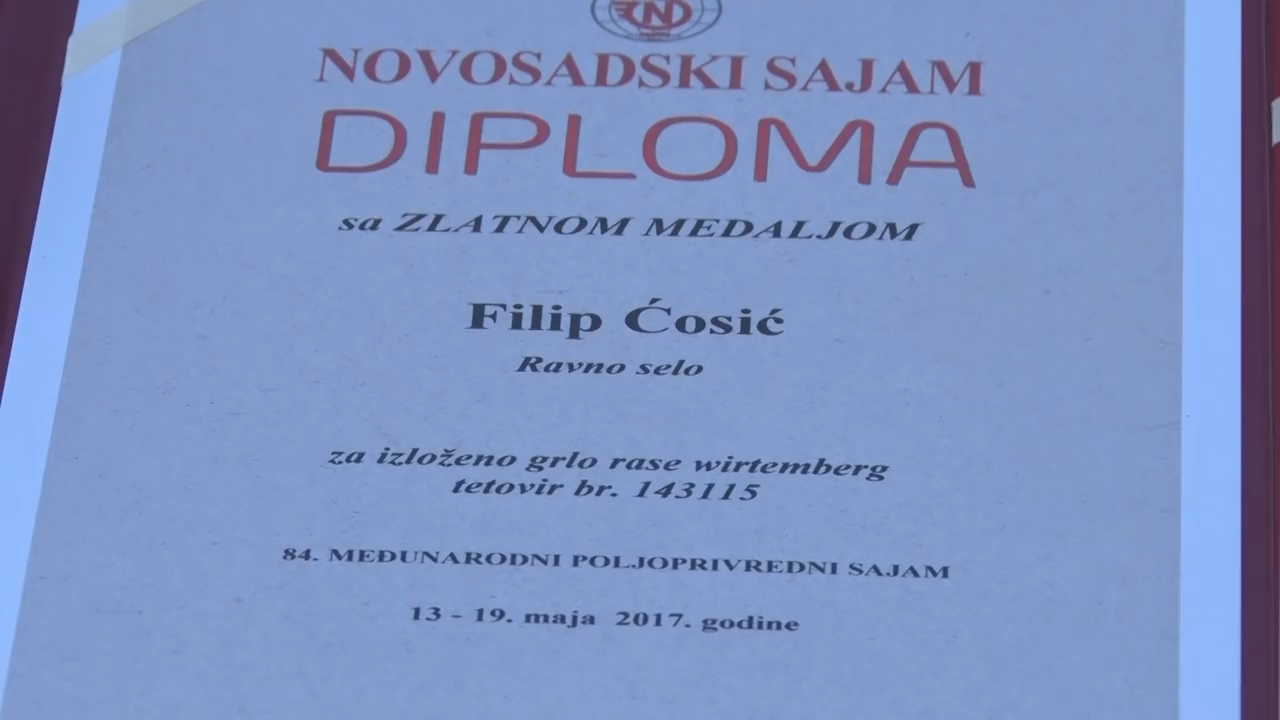 NOVOSADSKI SAJAM
DIPLOMA
sa ZLATNOM MEDALJOM
Filip Ćosić
Ravno selo
za izloženo grlo rase wirtemberg
tetovir br. 143115
84. MEĐUNARODNI POLJOPRIVREDNI SAJAM
13 - 19. maja 2017. godine